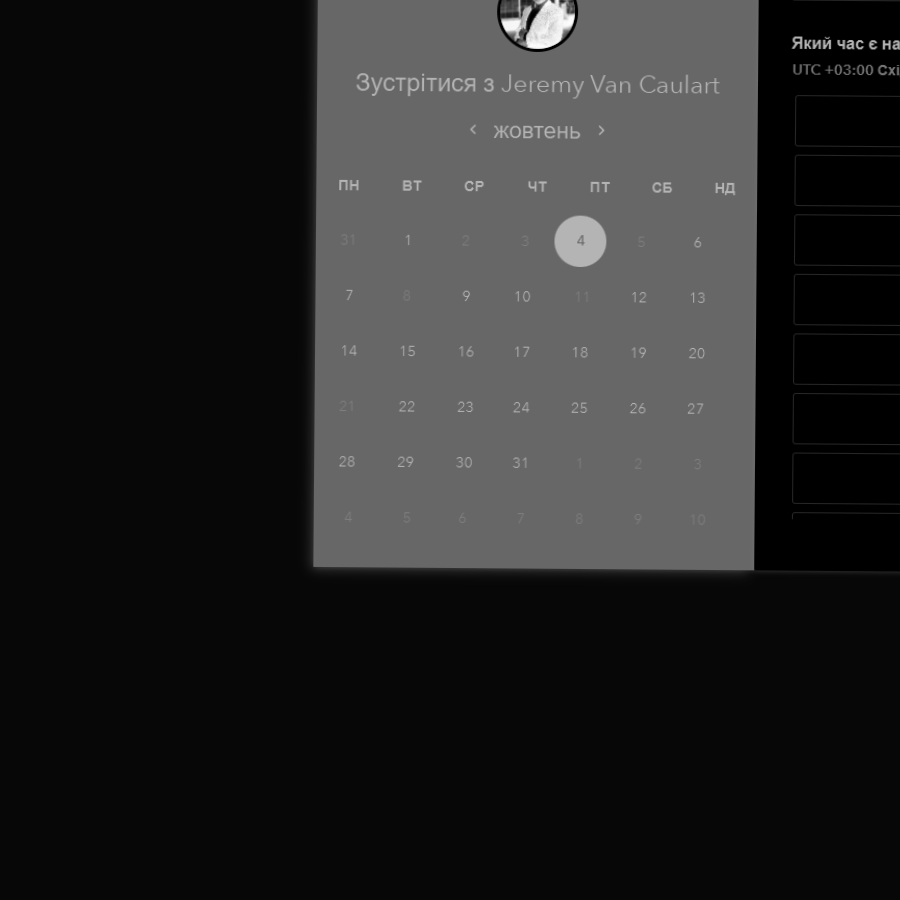 Зустрітися з Jeremy Van Caulart
жовтень
ПН ВТ СР ЧТ ПТ СБ НД
31 1 2 3 4 5 6
7 8 9 10 11 12 13
14 15 16 17 18 19 20
21 22 23 24 25 26 27
28 29 30 31 1 2 3
4 5 6 7 8 9 10
Який час є на
UTC +03:00 Схі